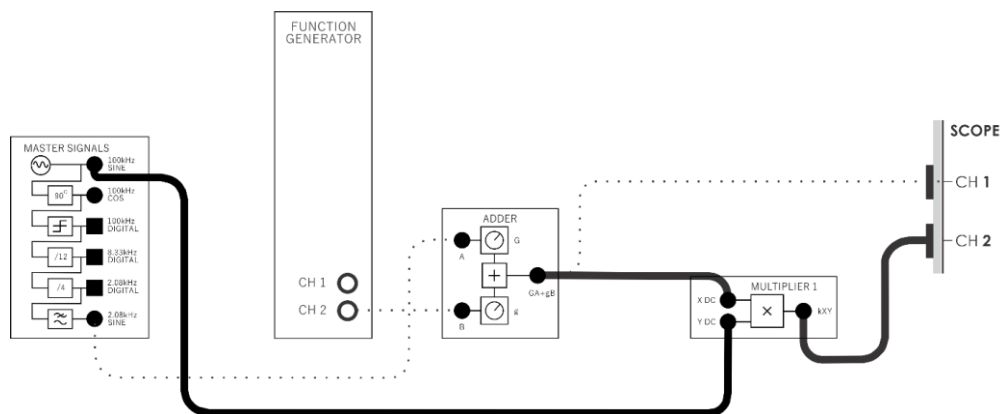 FUNCTION
GENERATOR
CH 1
CH 2
MASTER SIGNALS
100kHz
SINE
90°
100kHz
COS
100kHz
DIGITAL
/12
8.33kHz
DIGITAL
/4
2.08kHz
DIGITAL
2.08kHz
SINE
ADDER
A
G
+
GA+gB
B
g
MULTIPLIER 1
X DC
Y DC
×
kXY
SCOPE
CH 1
CH 2